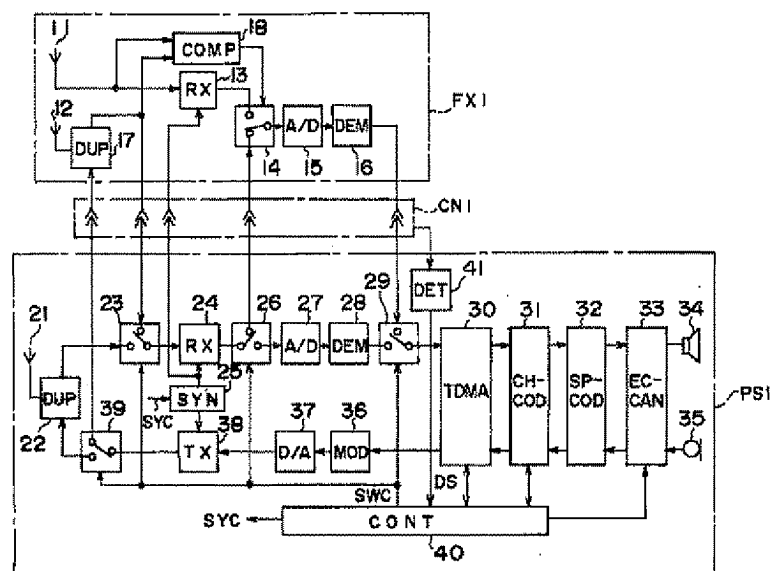 11
COMP
18
13
RX
12
DUP
17
14
A/D
15
DEM
16
FX1
CN1
DET
41
21
23
24
26
27
28
29
30
31
32
33
34
RX
A/D
DEM
TDMA
CH-
COD
SP-
COD
EC-
CAN
PS1
DUP
22
SYC
SYN
25
39
TX
38
37
D/A
36
MOD
35
DS
SWC
SYC
CONT
40